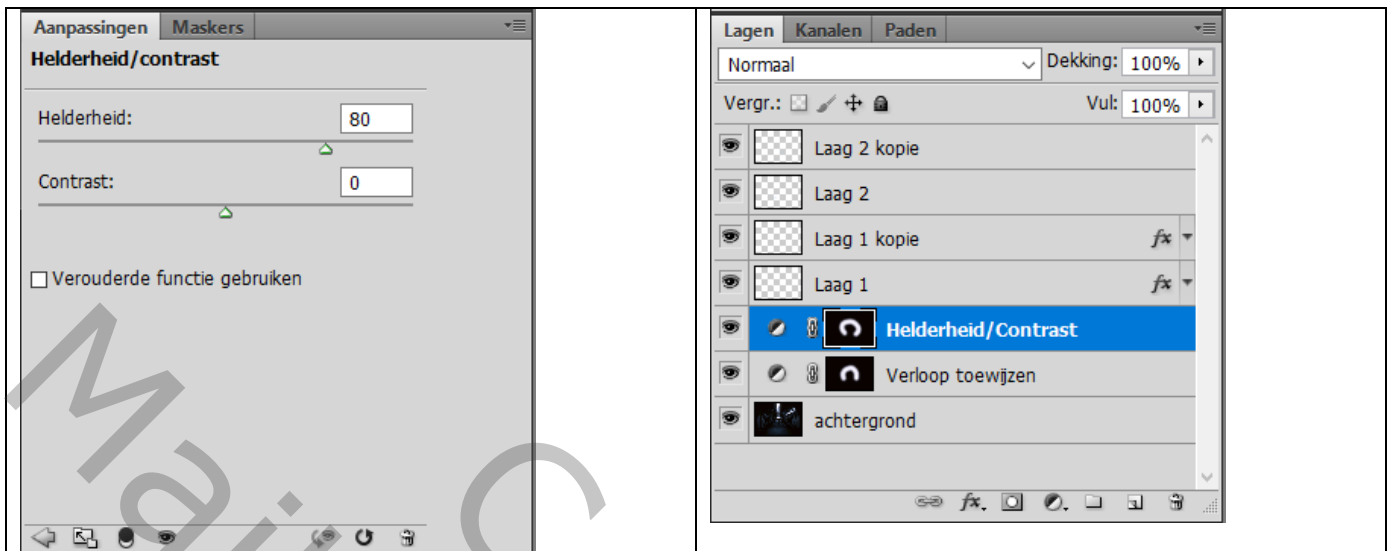 Aanpassingen Maskers
Helderheid/contrast
Helderheid: 80
Contrast: 0
Verouderde functie gebruiken
Lagen Kanalen Paden
Normaal Dekking: 100%
Vergr.: Vul: 100%
Laag 2 kopie
Laag 2
Laag 1 kopie fx
Laag 1 fx
Helderheid/Contrast
Verloop toewijzen
achtergrond
fx.